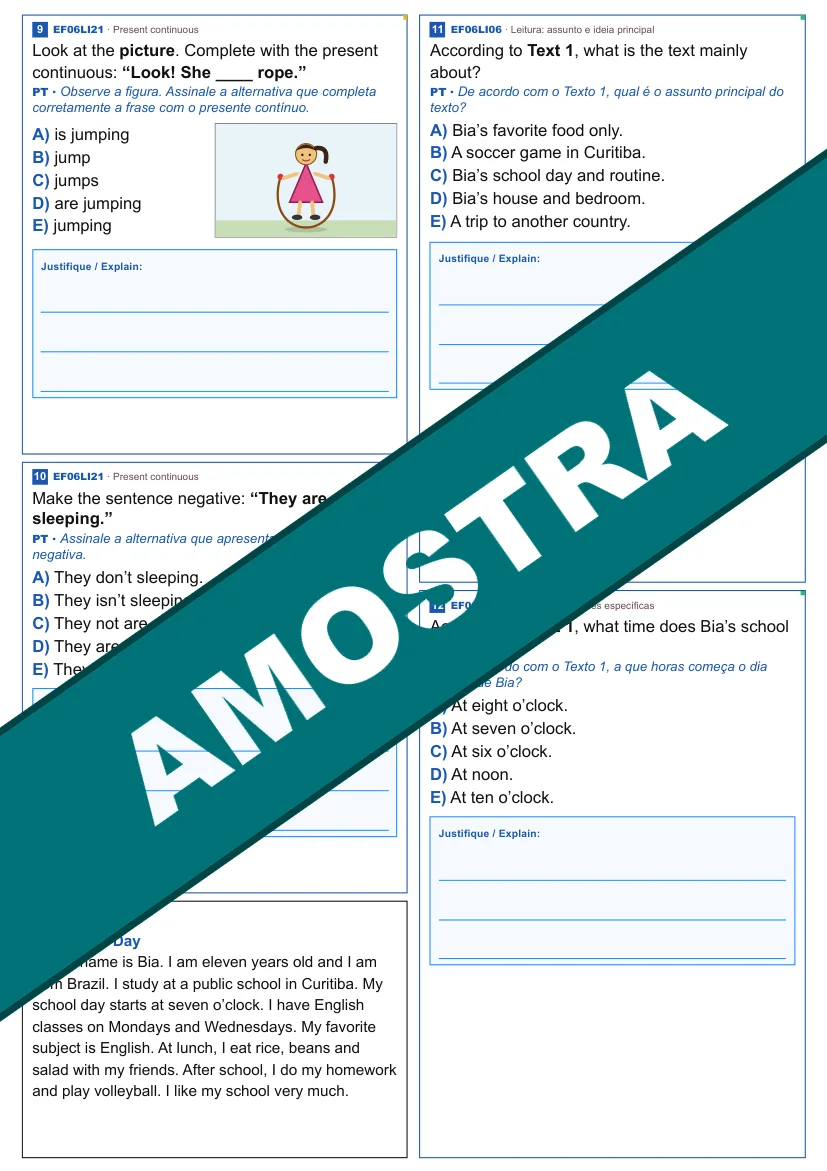 9 EF06LI21 · Present continuous
Look at the picture. Complete with the present
continuous: “Look! She ____ rope.”
PT · Observe a figura. Assinale a alternativa que completa
corretamente a frase com o presente contínuo.
A) is jumping
B) jump
C) jumps
D) are jumping
E) jumping
Justifique / Explain:
10 EF06LI21 · Present continuous
Make the sentence negative: “They are
sleeping.”
PT · Assinale a alternativa que apresenta
negativa.
A) They don’t sleeping.
B) They isn’t
C) They not are
D) They are
E)
Day
name is Bia. I am eleven years old and I am
Brazil. I study at a public school in Curitiba. My
school day starts at seven o’clock. I have English
classes on Mondays and Wednesdays. My favorite
subject is English. At lunch, I eat rice, beans and
salad with my friends. After school, I do my homework
and play volleyball. I like my school very much.
11 EF06LI06 · Leitura: assunto e ideia principal
According to Text 1, what is the text mainly
about?
PT · De acordo com o Texto 1, qual é o assunto principal do
texto?
A) Bia’s favorite food only.
B) A soccer game in Curitiba.
C) Bia’s school day and routine.
D) Bia’s house and bedroom.
E) A trip to another country.
Justifique / Explain:
12 específicas
1, what time does Bia’s school
com o Texto 1, a que horas começa o dia
de Bia?
At eight o’clock.
B) At seven o’clock.
C) At six o’clock.
D) At noon.
E) At ten o’clock.
Justifique / Explain:
AMOSTRA